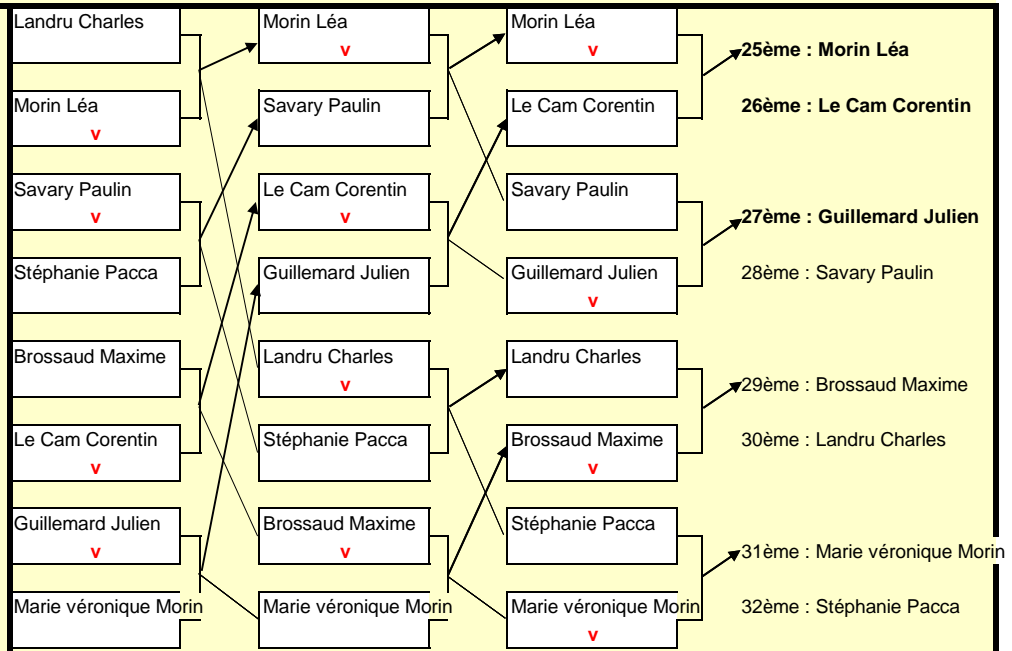 Landru Charles
Morin Léa
v
Savary Paulin
v
Stéphanie Pacca
Brossaud Maxime
Le Cam Corentin
v
Guillemard Julien
v
Marie véronique Morin
Morin Léa
v
Savary Paulin
Le Cam Corentin
v
Guillemard Julien
Landru Charles
v
Stéphanie Pacca
Brossaud Maxime
v
Marie véronique Morin
Morin Léa
v
Le Cam Corentin
Savary Paulin
Guillemard Julien
v
Landru Charles
Brossaud Maxime
v
Stéphanie Pacca
Marie véronique Morin
v
25ème : Morin Léa
26ème : Le Cam Corentin
27ème : Guillemard Julien
28ème : Savary Paulin
29ème : Brossaud Maxime
30ème : Landru Charles
31ème : Marie véronique Morin
32ème : Stéphanie Pacca